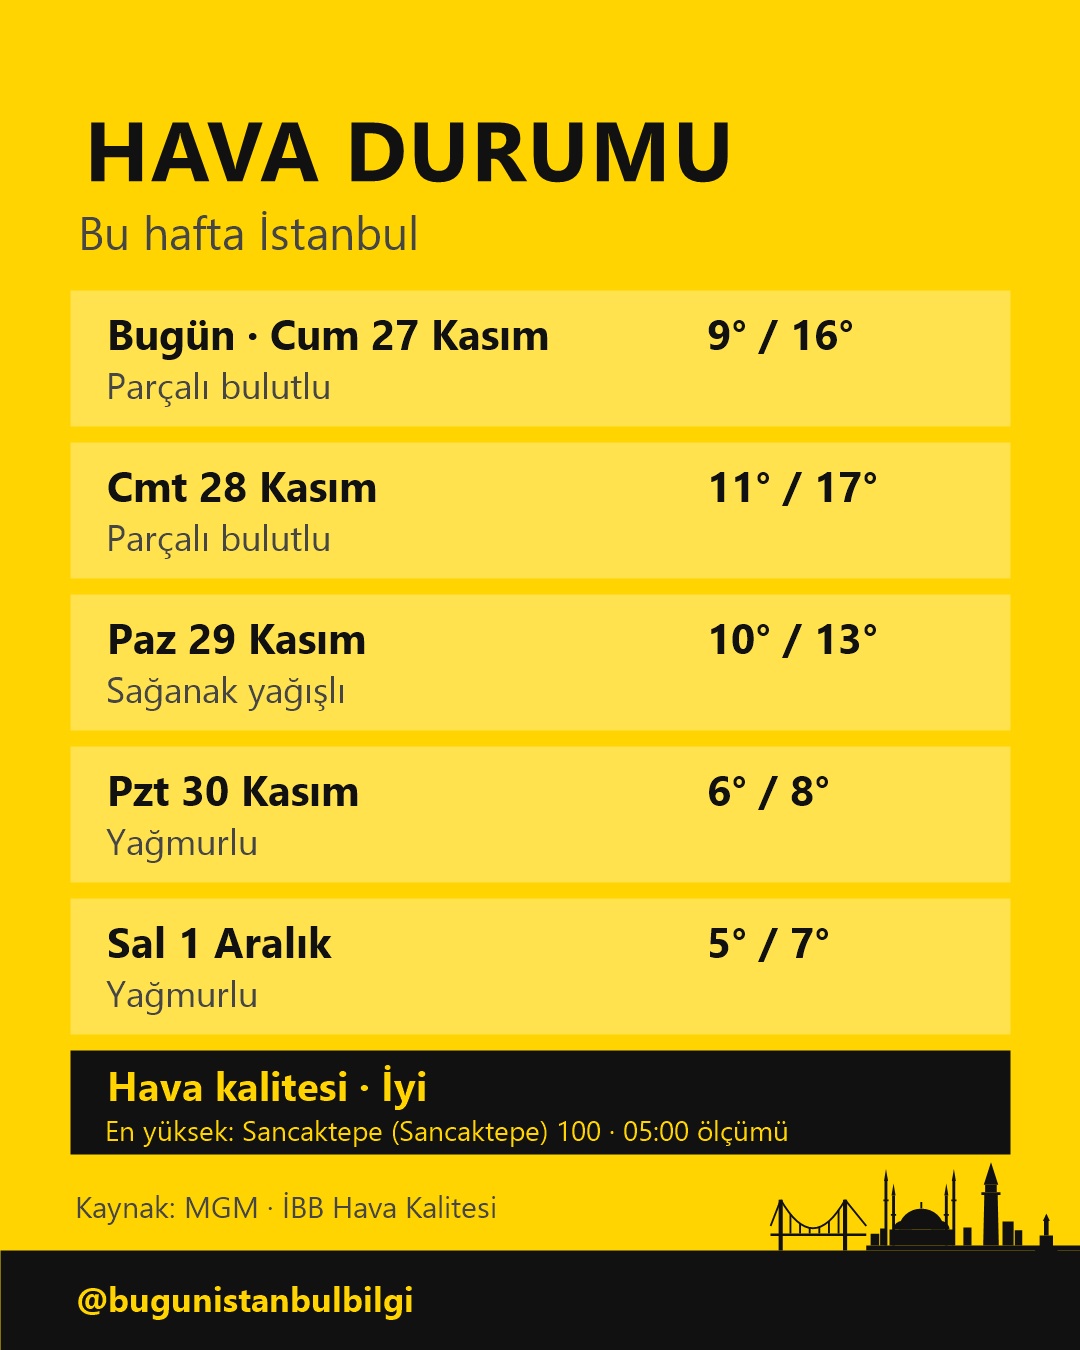 HAVA DURUMU
Bu hafta İstanbul
Bugün · Cum 27 Kasım 9° / 16°
Parçalı bulutlu
Cmt 28 Kasım 11° / 17°
Parçalı bulutlu
Paz 29 Kasım 10° / 13°
Sağanak yağışlı
Pzt 30 Kasım 6° / 8°
Yağmurlu
Sal 1 Aralık 5° / 7°
Yağmurlu
Hava kalitesi · İyi
En yüksek: Sancaktepe (Sancaktepe) 100 · 05:00 ölçümü
Kaynak: MGM · İBB Hava Kalitesi
@bugunistanbulbilgi